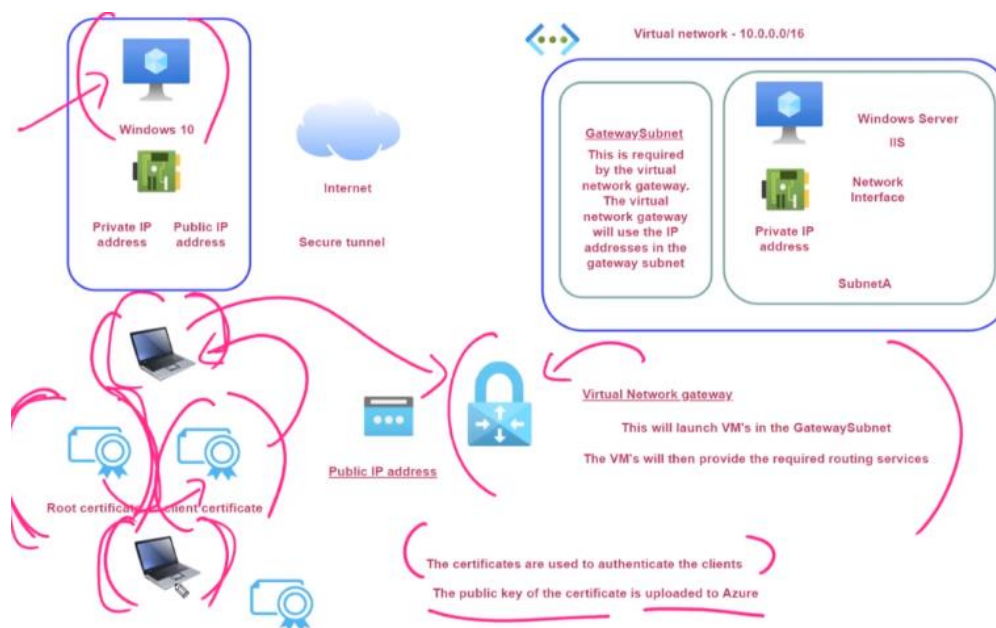 Virtual network - 10.0.0.0/16
Windows 10
Private IP
address
Public IP
address
Internet
Secure tunnel
GatewaySubnet
This is required
by the virtual
network gateway.
The virtual
network gateway
will use the IP
addresses in the
gateway subnet
Windows Server
IIS
Network
Interface
Private IP
address
SubnetA
Virtual Network gateway
This will launch VM's in the GatewaySubnet
The VM's will then provide the required routing services
Public IP address
Root certificate
client certificate
The certificates are used to authenticate the clients
The public key of the certificate is uploaded to Azure